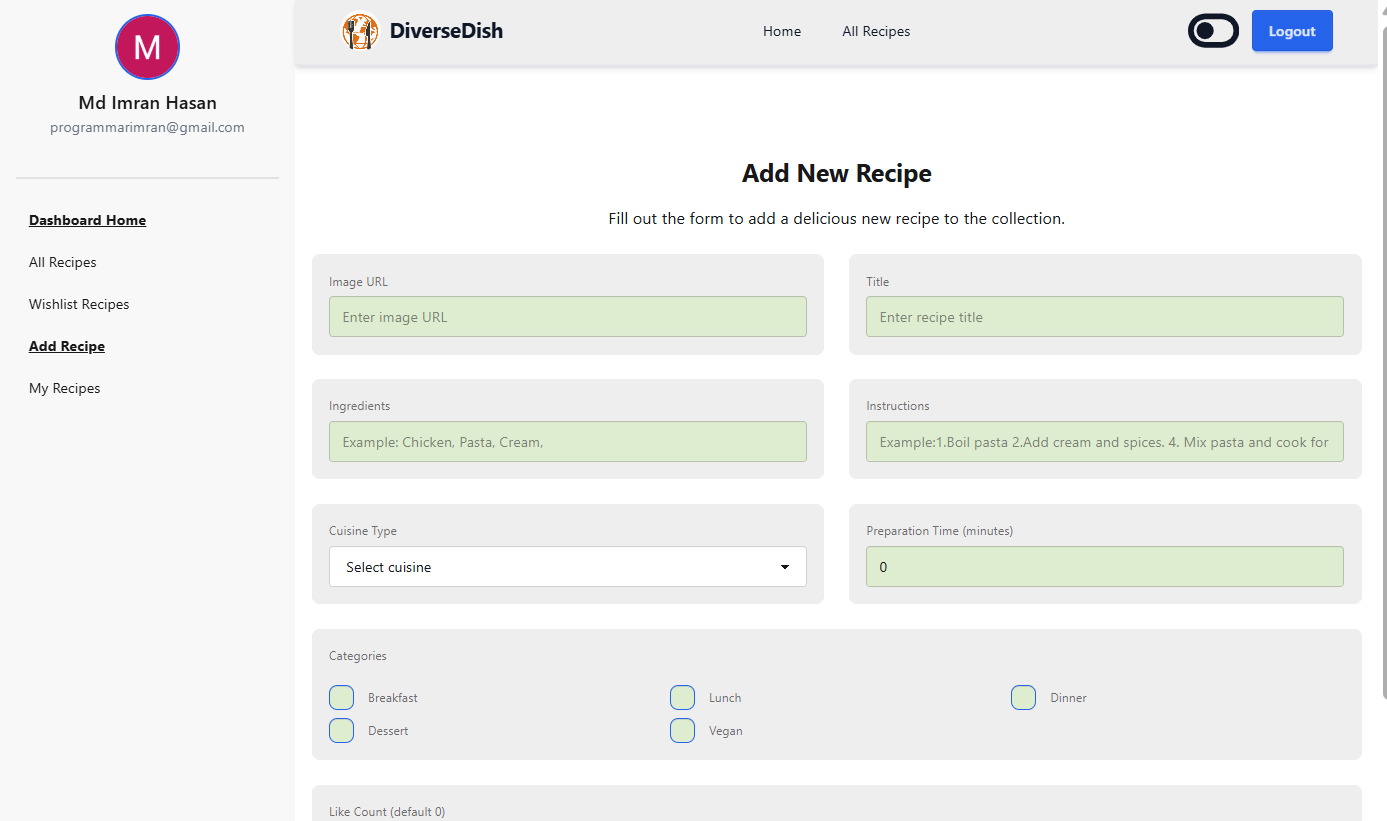 M
Md Imran Hasan
programmarimran@gmail.com
Dashboard Home
All Recipes
Wishlist Recipes
Add Recipe
My Recipes
DiverseDish
Home
All Recipes
Logout
Add New Recipe
Fill out the form to add a delicious new recipe to the collection.
Image URL
Enter image URL
Title
Enter recipe title
Ingredients
Example: Chicken, Pasta, Cream,
Instructions
Example:1.Boil pasta 2.Add cream and spices. 4. Mix pasta and cook for
Cuisine Type
Select cuisine
Preparation Time (minutes)
0
Categories
Breakfast
Lunch
Dinner
Dessert
Vegan
Like Count (default 0)